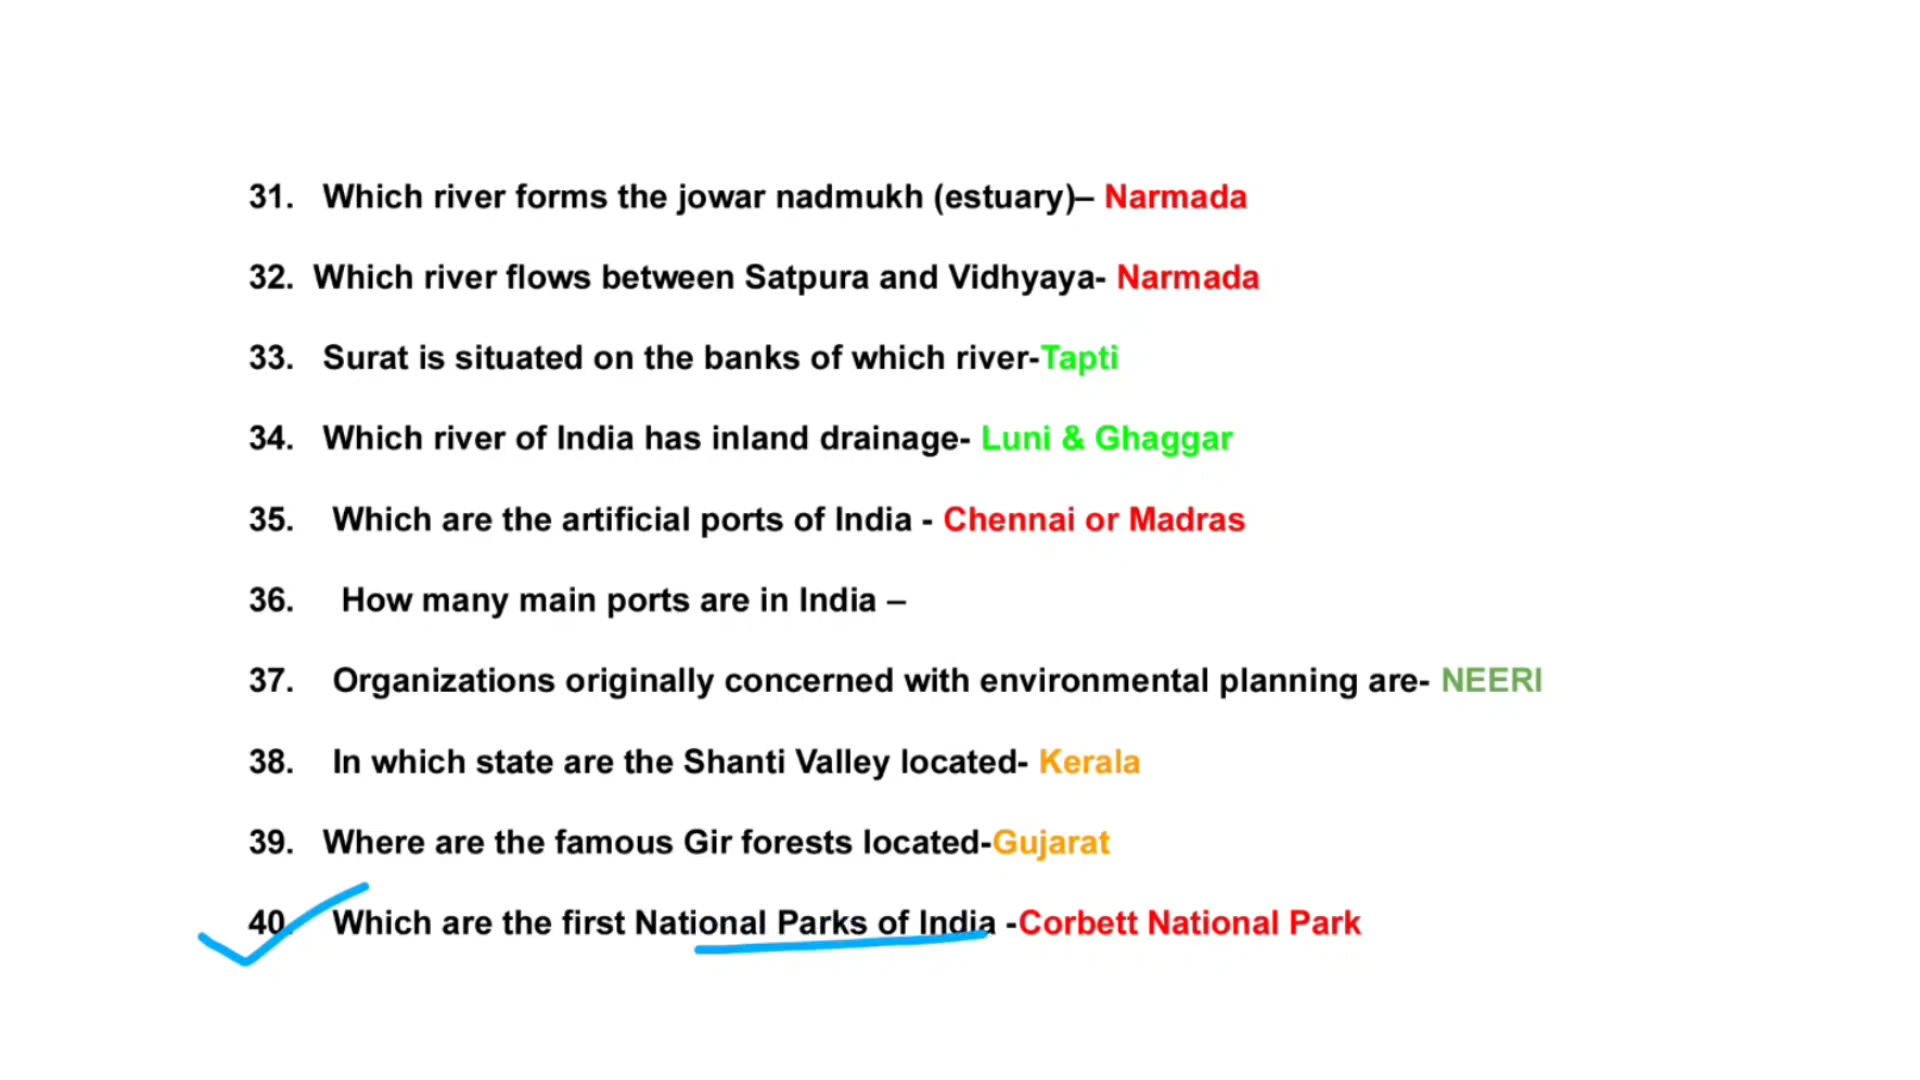 31. Which river forms the jowar nadmukh (estuary)– Narmada
32. Which river flows between Satpura and Vidhyaya- Narmada
33. Surat is situated on the banks of which river-Tapti
34. Which river of India has inland drainage- Luni & Ghaggar
35. Which are the artificial ports of India - Chennai or Madras
36. How many main ports are in India –
37. Organizations originally concerned with environmental planning are- NEERI
38. In which state are the Shanti Valley located- Kerala
39. Where are the famous Gir forests located-Gujarat
40. Which are the first National Parks of India -Corbett National Park